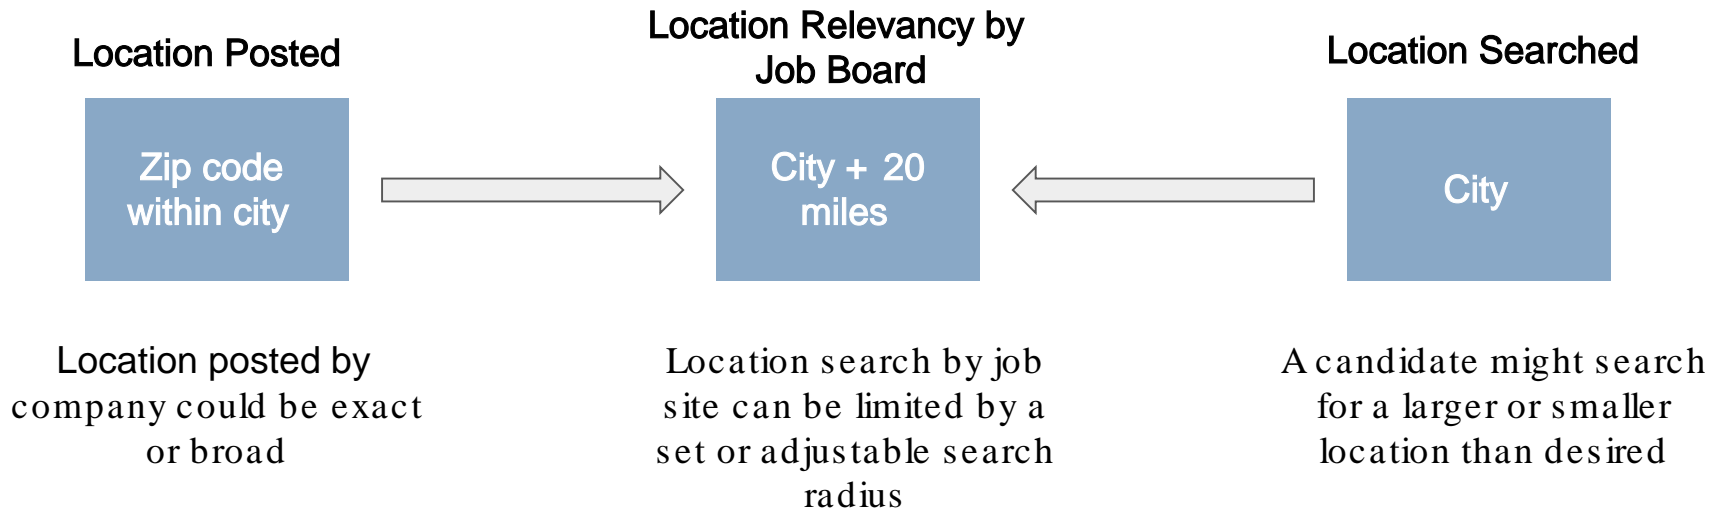 Location Posted
Zip code
within city
Location posted by
company could be exact
or broad
Location Relevancy by
Job Board
City + 20
miles
Location search by job
site can be limited by a
set or adjustable search
radius
Location Searched
City
A candidate might search
for a larger or smaller
location than desired